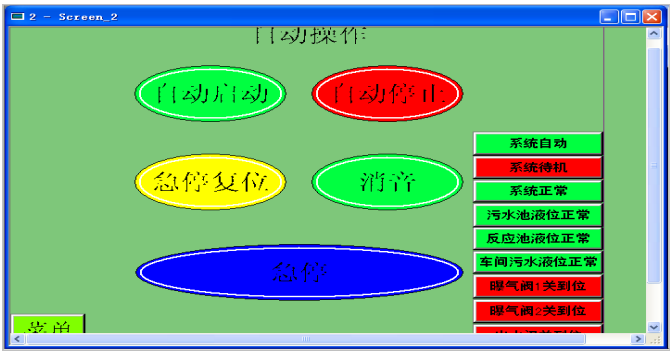 2 - Screen_2
自动操作
自动启动
自动停止
急停复位
消音
急停
系统自动
系统待机
系统正常
污水池液位正常
反应池液位正常
车间污水液位正常
曝气阀1关到位
曝气阀2关到位
菜单